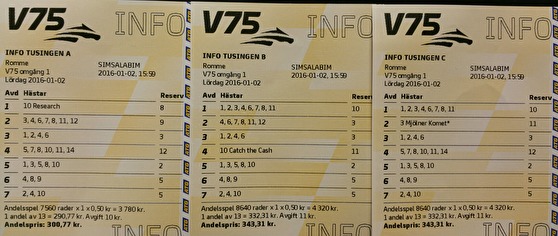 V75 INFO
INFO TUSINGEN A
Romme SIMSALABIM
V75 omgång 1 2016-01-02, 15:59
Lördag 2016-01-02
Avd Hästar Reserv
1 10 Research 8
2 3, 4, 6, 7, 8, 11, 12 9
3 1, 2, 4, 6 3
4 5, 7, 8, 10, 11, 14 12
5 1, 3, 5, 8, 10 2
6 4, 8, 9 5
7 2, 4, 10 5
Andelsspel 7560 rader x 1 x 0,50 kr = 3 780 kr.
1 andel av 13 = 290,77 kr. Avgift 10 kr.
Andelspris: 300,77 kr.
INFO
V75 INFO
INFO TUSINGEN B
Romme SIMSALABIM
V75 omgång 1 2016-01-02, 15:59
Lördag 2016-01-02
Avd Hästar Reserv
1 1, 2, 3, 4, 6, 7, 8, 11 10
2 4, 6, 7, 8, 11, 12 3
3 1, 2, 4, 6 3
4 10 Catch the Cash 11
5 1, 3, 5, 8, 10 2
6 4, 8, 9 5
7 2, 4, 10 5
Andelsspel 8640 rader x 1 x 0,50 kr = 4 320 kr.
1 andel av 13 = 332,31 kr. Avgift 11 kr.
Andelspris: 343,31 kr.
INFO
V75 INFO
INFO TUSINGEN C
Romme SIMSALABIM
V75 omgång 1 2016-01-02, 15:59
Lördag 2016-01-02
Avd Hästar Reserv
1 1, 2, 3, 4, 6, 7, 8, 11 10
2 3 Mjölner Komet* 11
3 1, 2, 4, 6 3
4 5, 7, 8, 10, 11, 14 12
5 1, 3, 5, 8, 10 2
6 4, 8, 9 5
7 2, 4, 10 5
Andelsspel 8640 rader x 1 x 0,50 kr = 4 320 kr.
1 andel av 13 = 332,31 kr. Avgift 11 kr.
Andelspris: 343,31 kr.
INFO